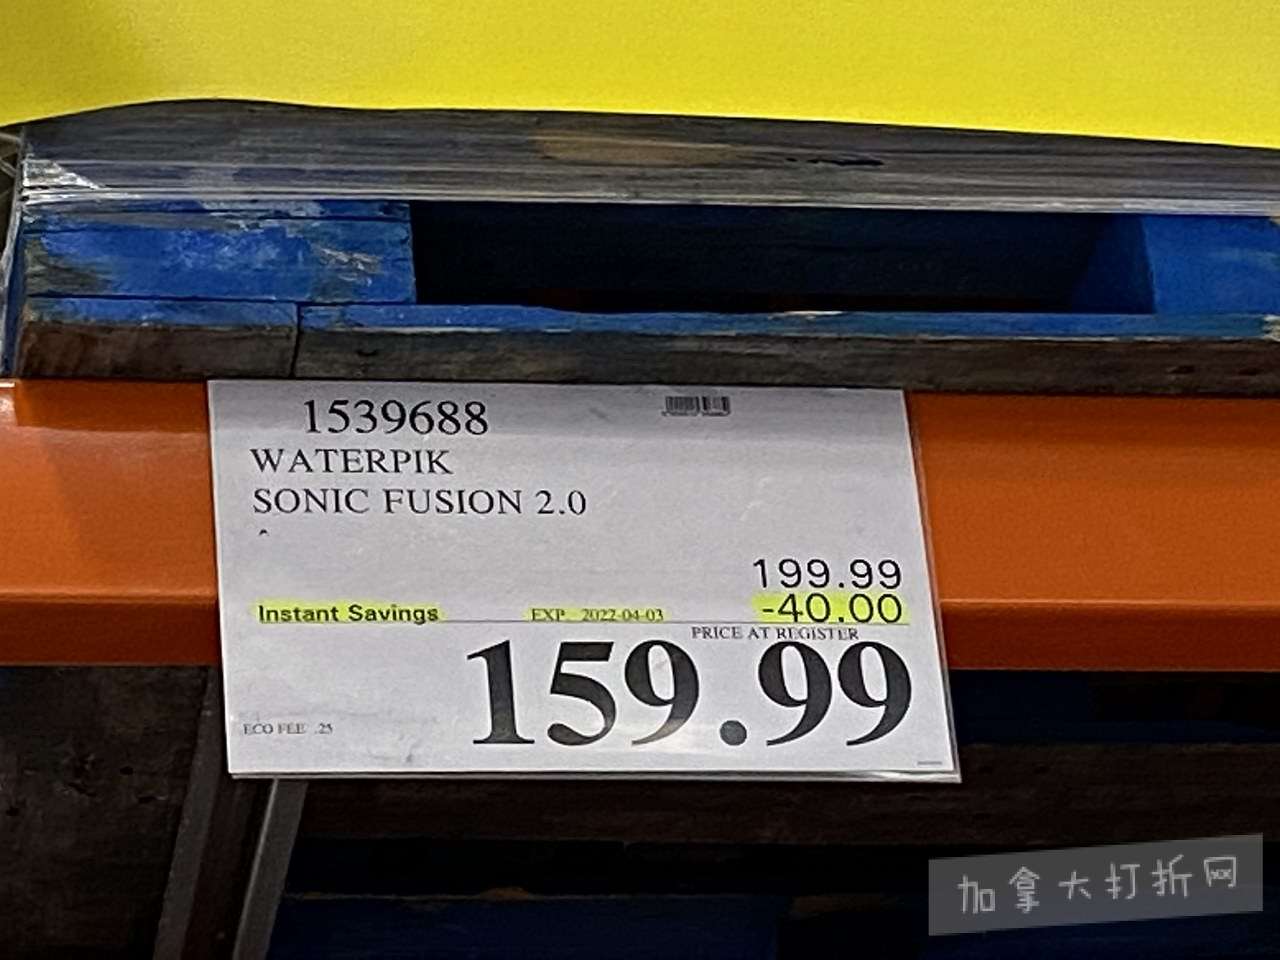 1539688
WATERPIK
SONIC FUSION 2.0
199.99
Instant Savings EXP. 2022-04-03 -40.00
PRICE AT REGISTER
159.99
ECO FEE .25
加拿大打折网